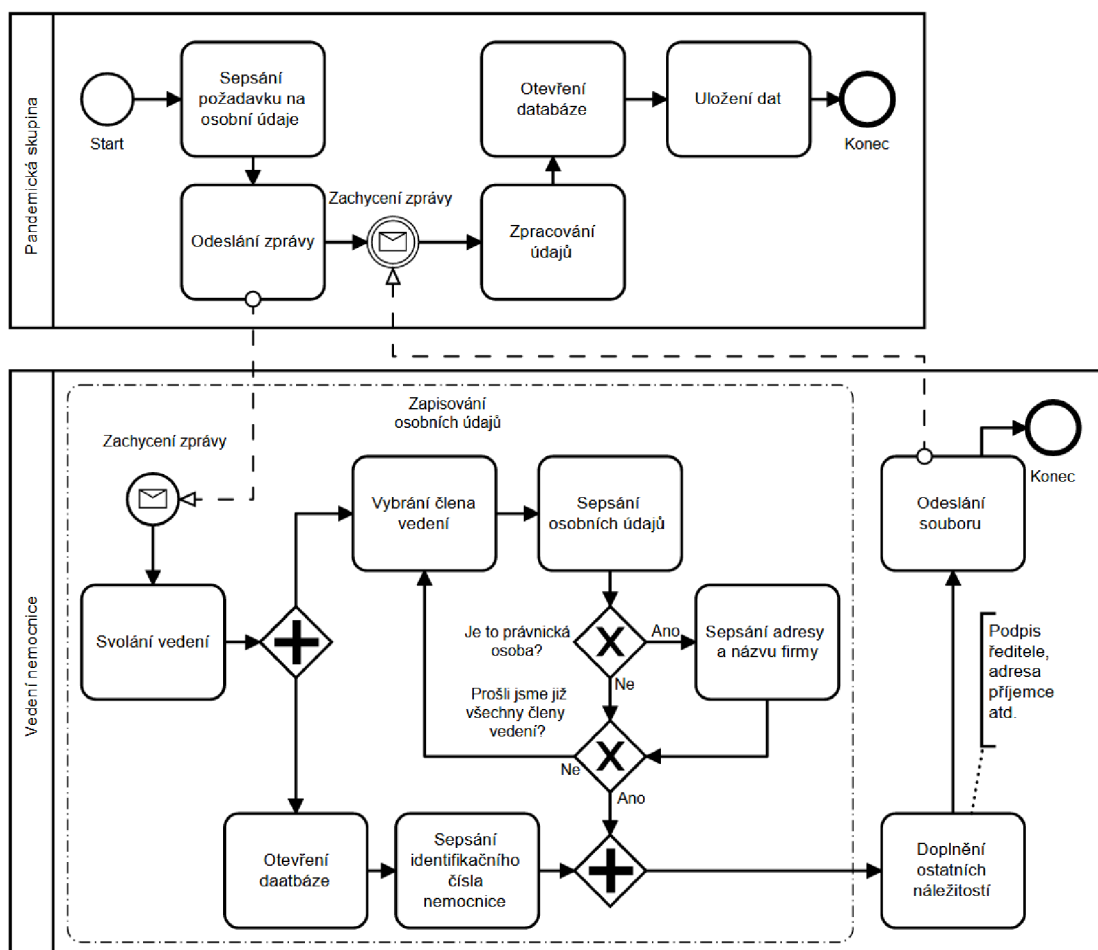 Pandemická skupina
Start
Sepsání
požadavku na
osobní údaje
Odeslání zprávy
Zachycení zprávy
Zpracování
údajů
Otevření
databáze
Uložení dat
Konec
Vedení nemocnice
Zapisování
osobních údajů
Zachycení zprávy
Svolání vedení
Vybrání člena
vedení
Sepsání
osobních údajů
Je to právnická
osoba?
Ano
Ne
Sepsání adresy
a názvu firmy
Prošli jsme již
všechny členy
vedení?
Ne
Ano
Otevření
daatbáze
Sepsání
identifikačního
čísla
nemocnice
Doplnění
ostatních
náležitostí
Podpis
ředitele,
adresa
příjemce
atd.
Odeslání
souboru
Konec